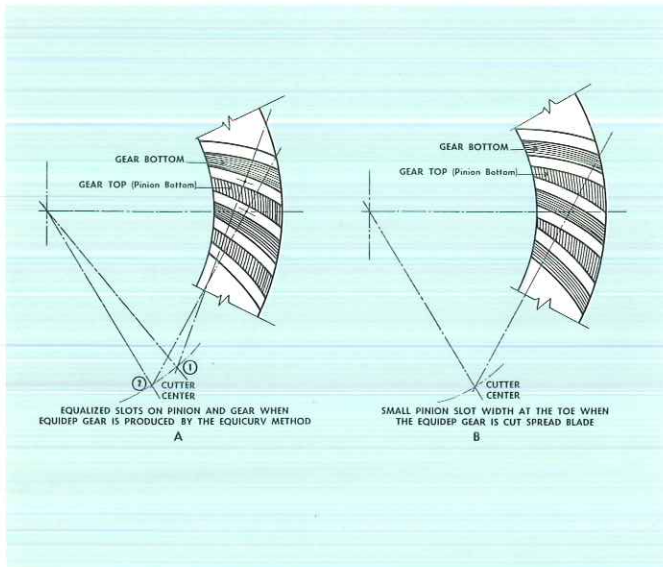 GEAR BOTTOM
GEAR TOP (Pinion Bottom)
1
2
CUTTER
CENTER
EQUALIZED SLOTS ON PINION AND GEAR WHEN
EQUIDEP GEAR IS PRODUCED BY THE EQUICURV METHOD
A
GEAR BOTTOM
GEAR TOP (Pinion Bottom)
CUTTER
CENTER
SMALL PINION SLOT WIDTH AT THE TOE WHEN
THE EQUIDEP GEAR IS CUT SPREAD BLADE
B